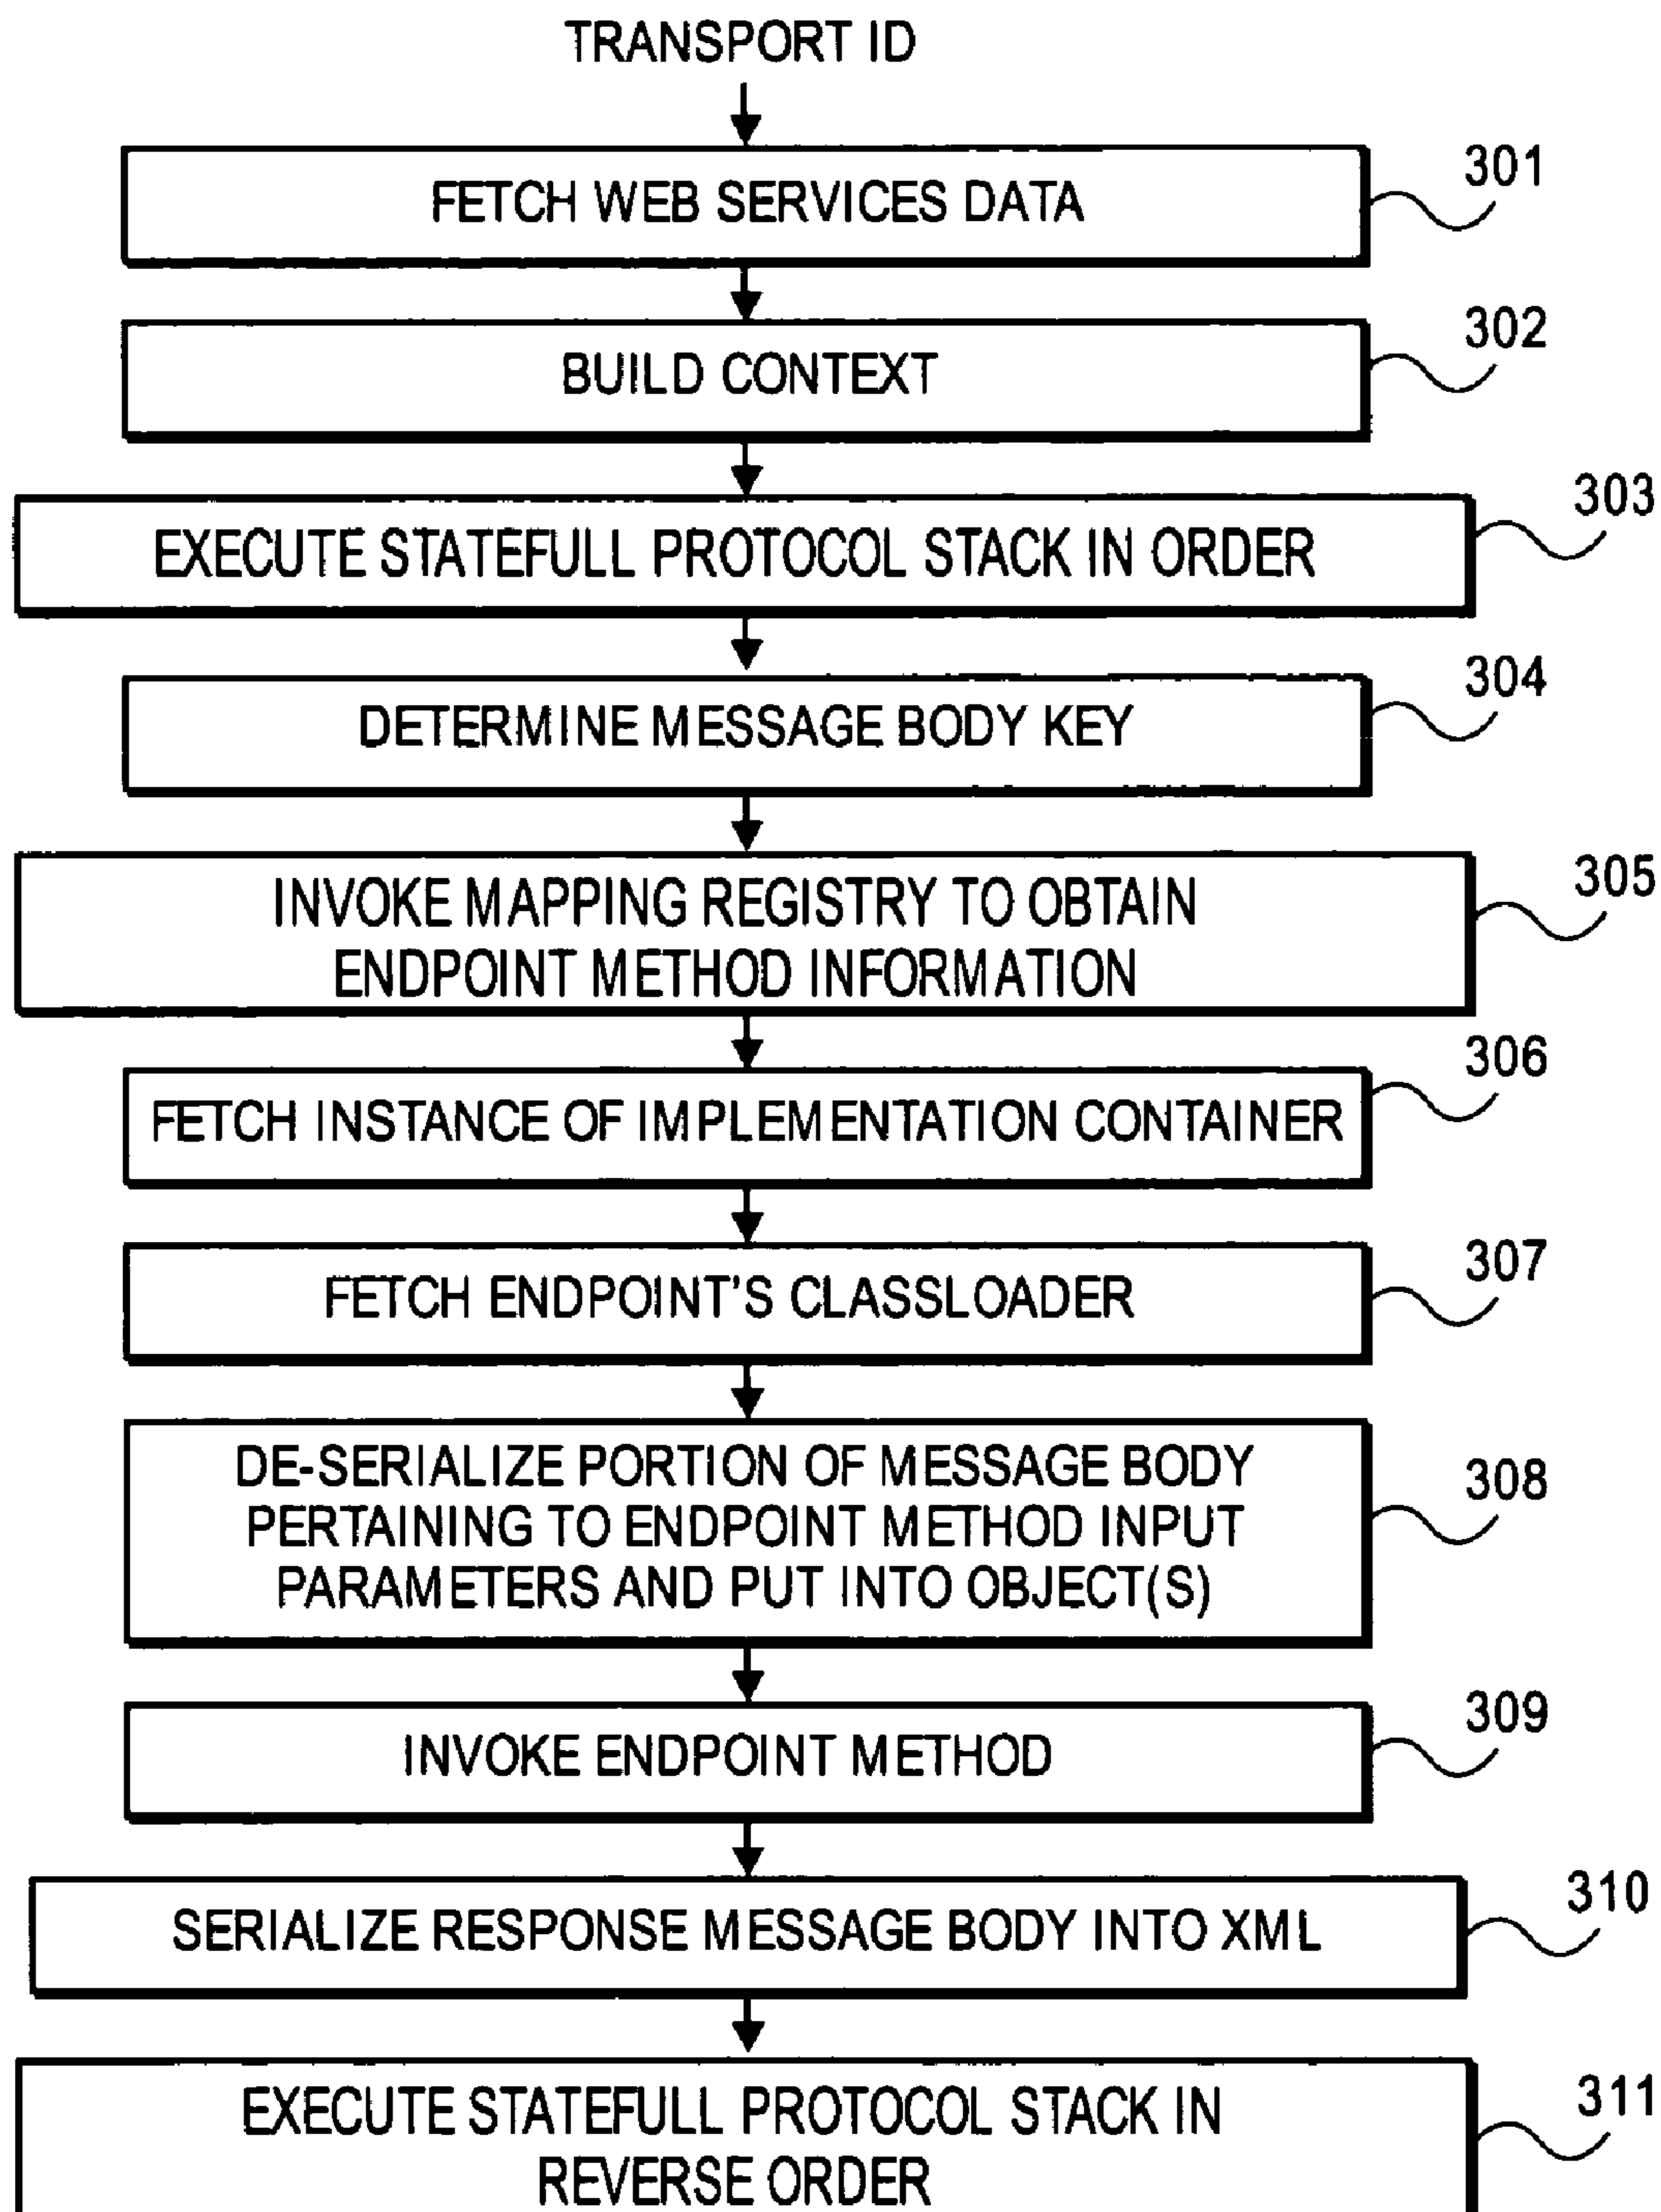 TRANSPORT ID
FETCH WEB SERVICES DATA
301
BUILD CONTEXT
302
EXECUTE STATEFULL PROTOCOL STACK IN ORDER
303
DETERMINE MESSAGE BODY KEY
304
INVOKE MAPPING REGISTRY TO OBTAIN
ENDPOINT METHOD INFORMATION
305
FETCH INSTANCE OF IMPLEMENTATION CONTAINER
306
FETCH ENDPOINT'S CLASSLOADER
307
DE-SERIALIZE PORTION OF MESSAGE BODY
PERTAINING TO ENDPOINT METHOD INPUT
PARAMETERS AND PUT INTO OBJECT(S)
308
INVOKE ENDPOINT METHOD
309
SERIALIZE RESPONSE MESSAGE BODY INTO XML
310
EXECUTE STATEFULL PROTOCOL STACK IN
REVERSE ORDER
311